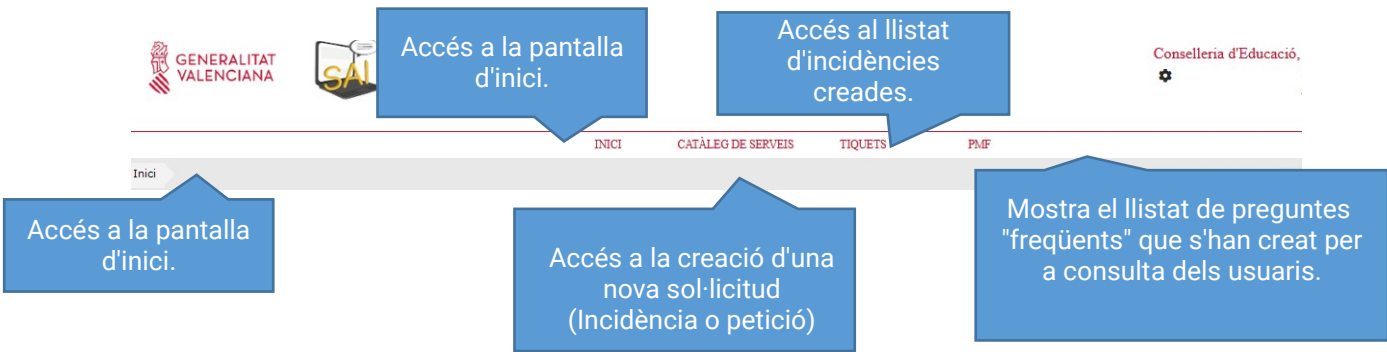 GENERALITAT
VALENCIANA
SAI
Accés a la pantalla
d'inici.
Accés al llistat
d'incidències
creades.
Conselleria d'Educació,
INICI
CATÀLEG DE SERVEIS
TIQUETS
PMF
Inici
Accés a la pantalla
d'inici.
Accés a la creació d'una
nova sol·licitud
(Incidència o petició)
Mostra el llistat de preguntes
"freqüents" que s'han creat per
a consulta dels usuaris.